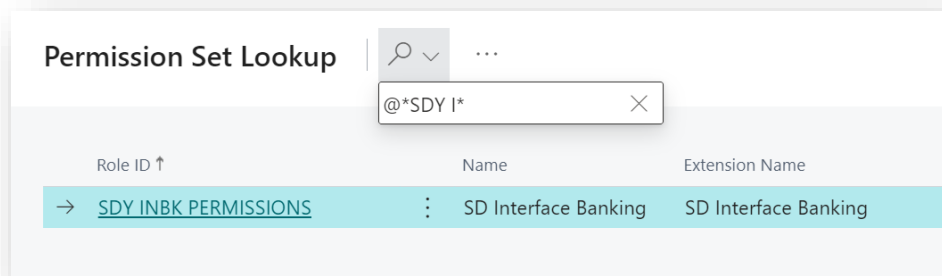 Permission Set Lookup
@*SDY I*
Role ID ↑ Name Extension Name
SDY INBK PERMISSIONS SD Interface Banking SD Interface Banking